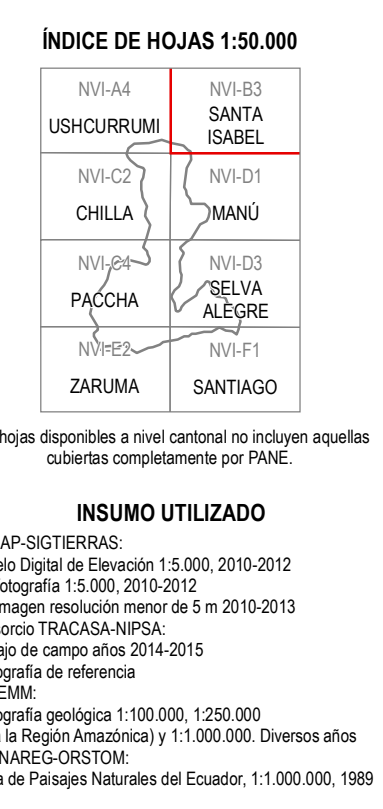 ÍNDICE DE HOJAS 1:50.000
NVI-A4 NVI-B3
USHCURRUMI SANTA
ISABEL
NVI-C2 NVI-D1
CHILLA MANÚ
NVI-C4 NVI-D3
PACCHA SELVA
ALEGRE
NVI-E2 NVI-F1
ZARUMA SANTIAGO
hojas disponibles a nivel cantonal no incluyen aquellas
cubiertas completamente por PANE.
INSUMO UTILIZADO
AP-SIGTIERRAS:
elo Digital de Elevación 1:5.000, 2010-2012
otografía 1:5.000, 2010-2012
magen resolución menor de 5 m 2010-2013
sorcio TRACASA-NIPSA:
ajo de campo años 2014-2015
ografía de referencia
EMM:
ografía geológica 1:100.000, 1:250.000
a la Región Amazónica) y 1:1.000.000. Diversos años
NAREG-ORSTOM:
a de Paisajes Naturales del Ecuador, 1:1.000.000, 1989